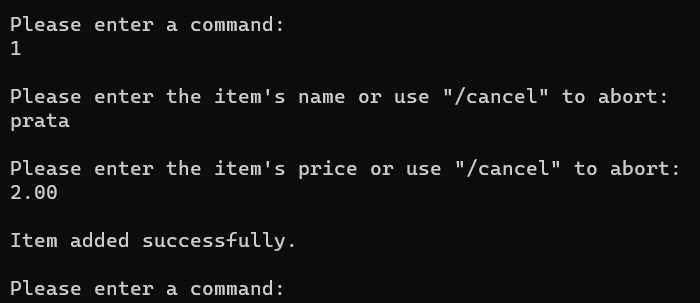 Please enter a command:
1
Please enter the item's name or use "/cancel" to abort:
prata
Please enter the item's price or use "/cancel" to abort:
2.00
Item added successfully.
Please enter a command: